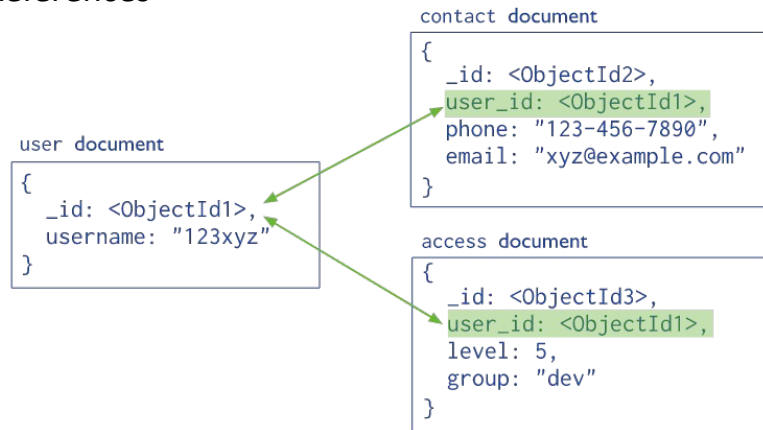 contact document
{
_id: <ObjectId2>,
user_id: <ObjectId1>,
phone: "123-456-7890",
email: "xyz@example.com"
}
user document
{
_id: <ObjectId1>,
username: "123xyz"
}
access document
{
_id: <ObjectId3>,
user_id: <ObjectId1>,
level: 5,
group: "dev"
}